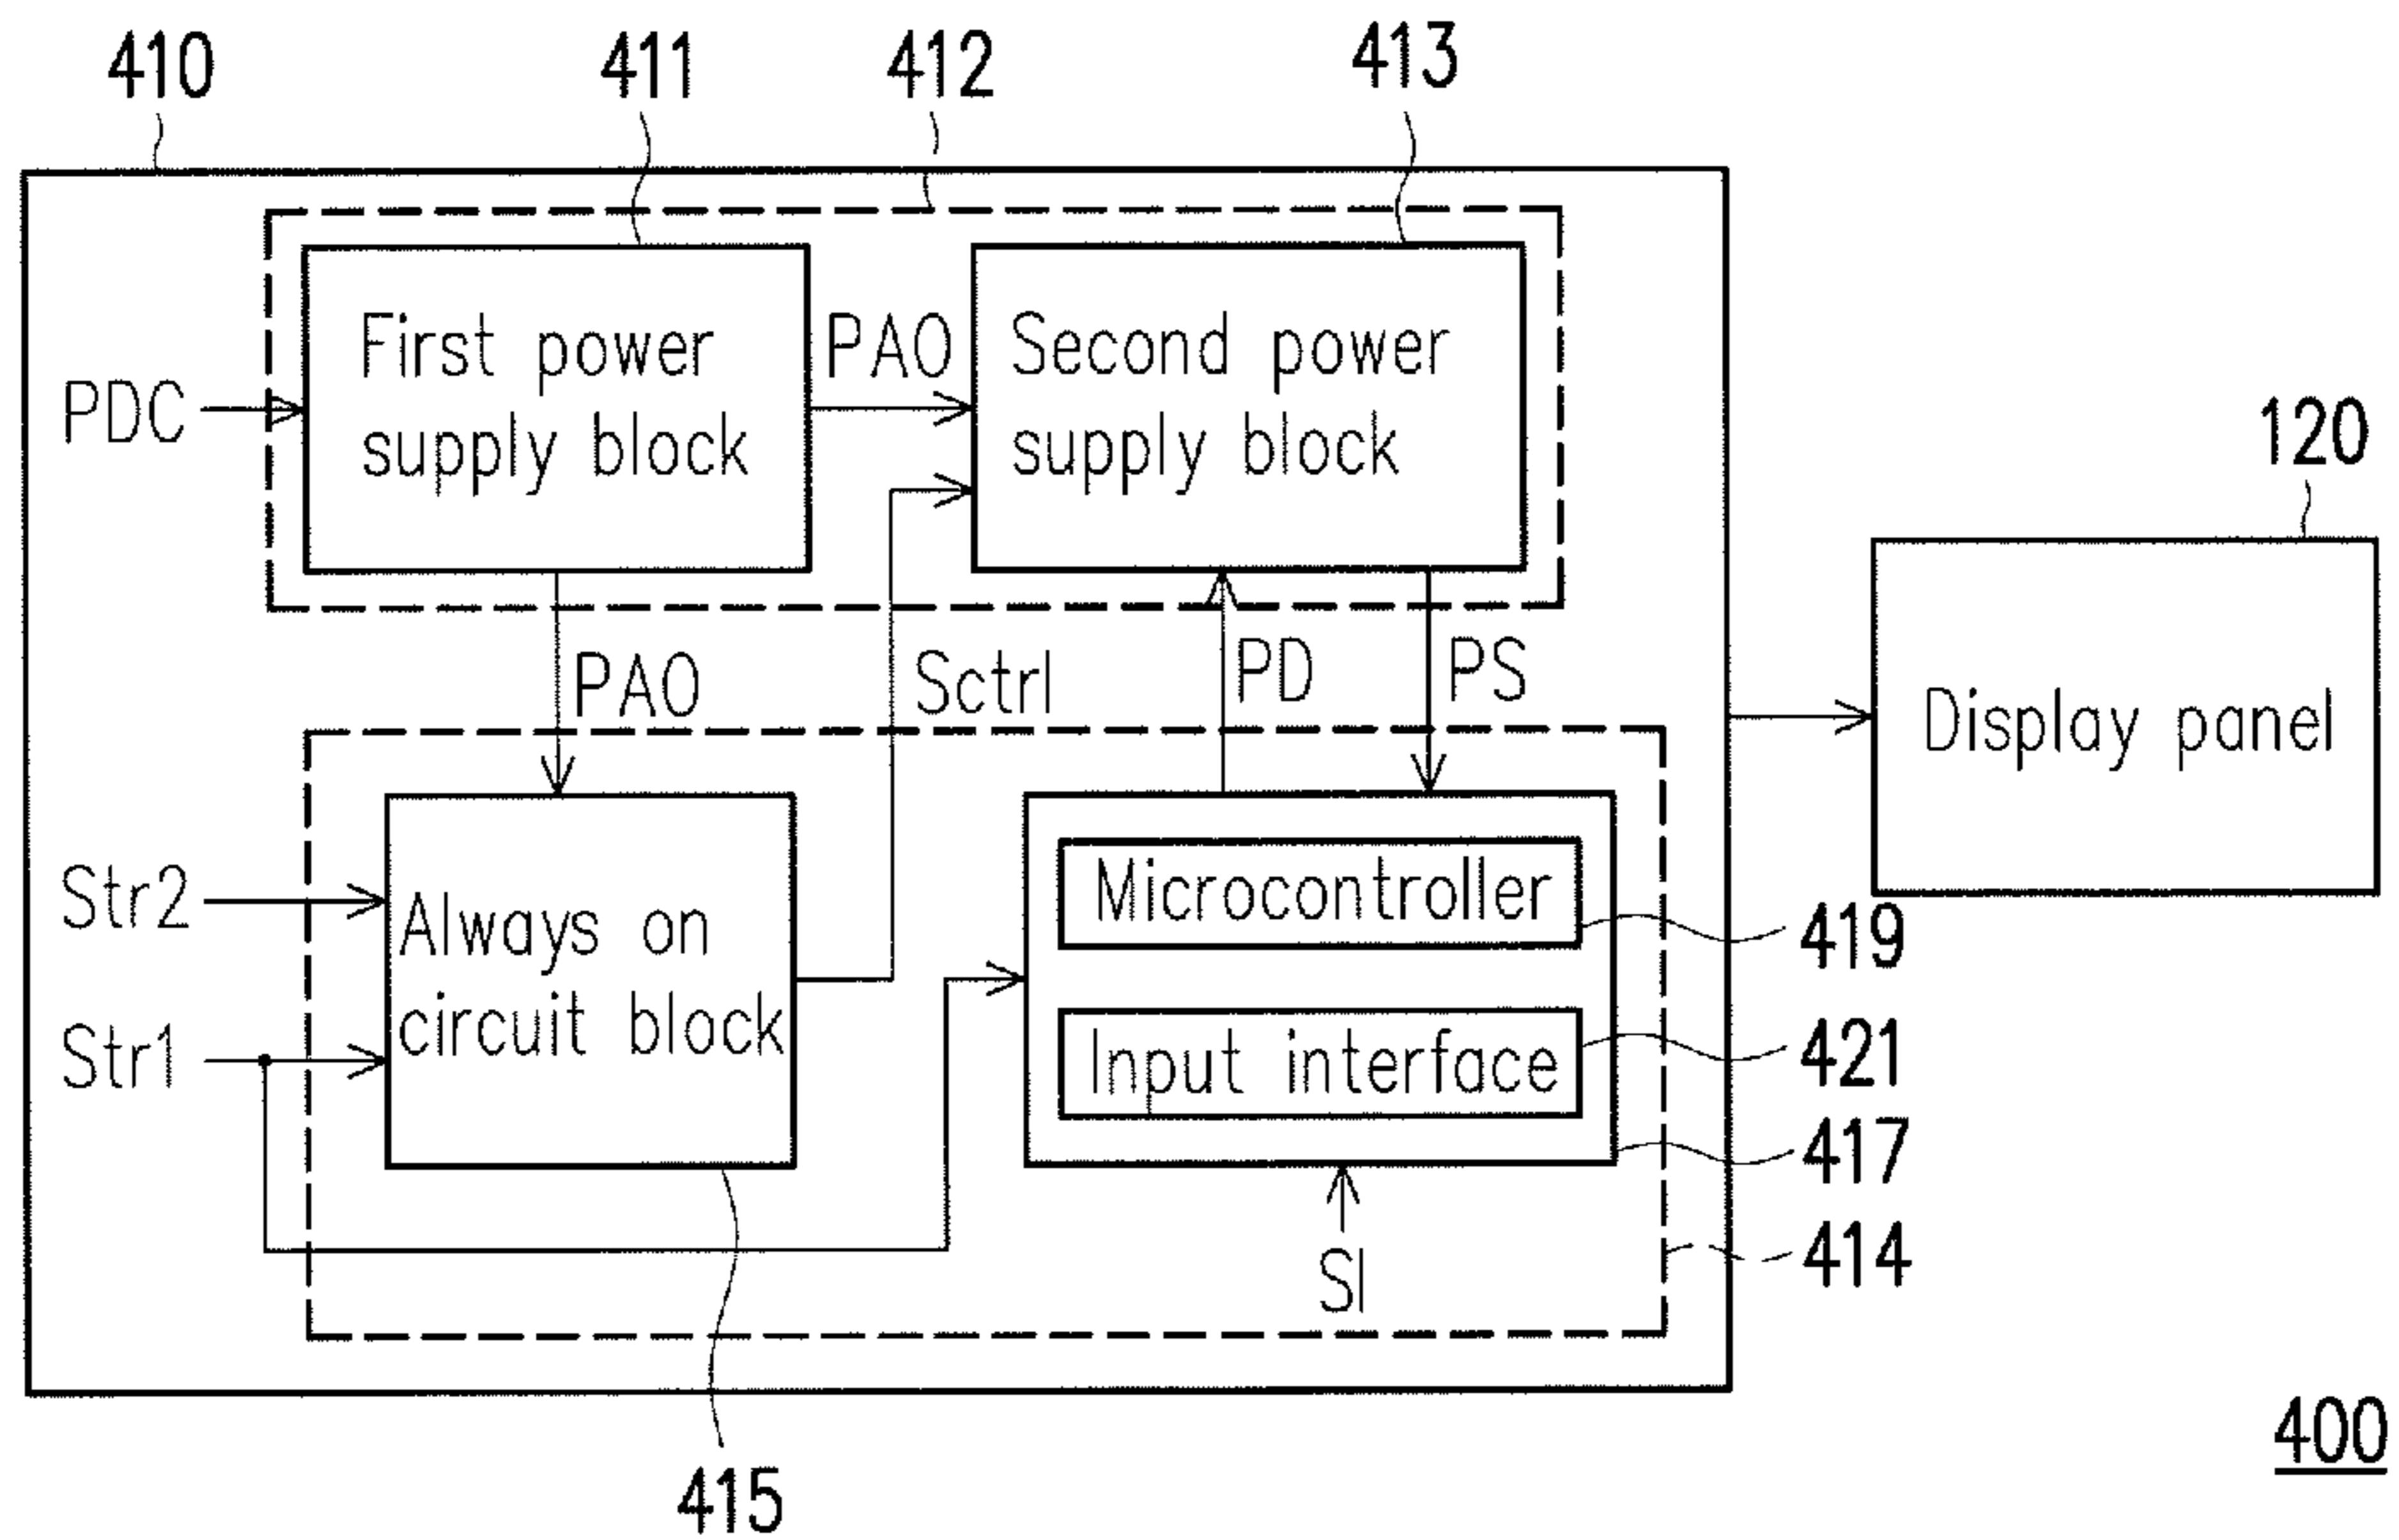 410
411
412
413
First power
supply block
PAO
Second power
supply block
PDC
120
PAO
Sctrl
PD
PS
Display panel
Str2
Always on
circuit block
Microcontroller
419
Str1
Input interface
421
417
SI
414
415
400